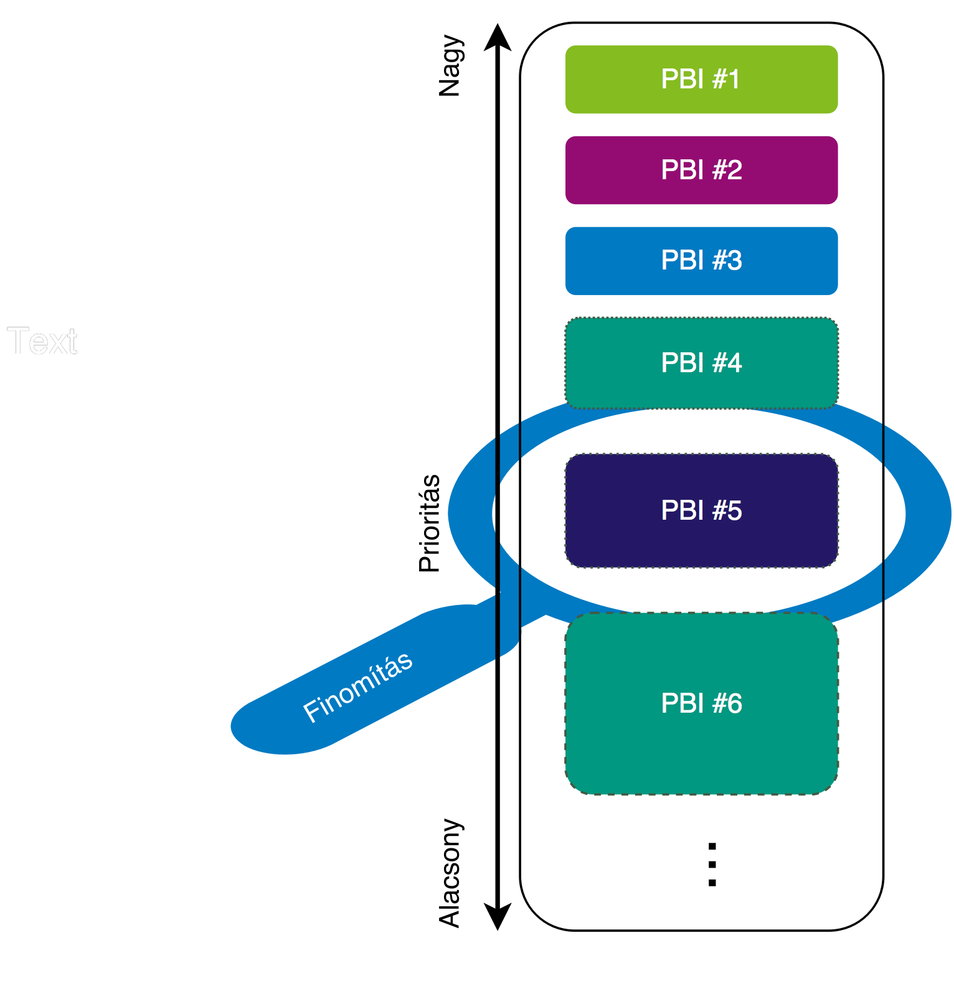 Nagy
PBI #1
PBI #2
PBI #3
PBI #4
Text
Prioritás
PBI #5
Finomítás
PBI #6
Alacsony